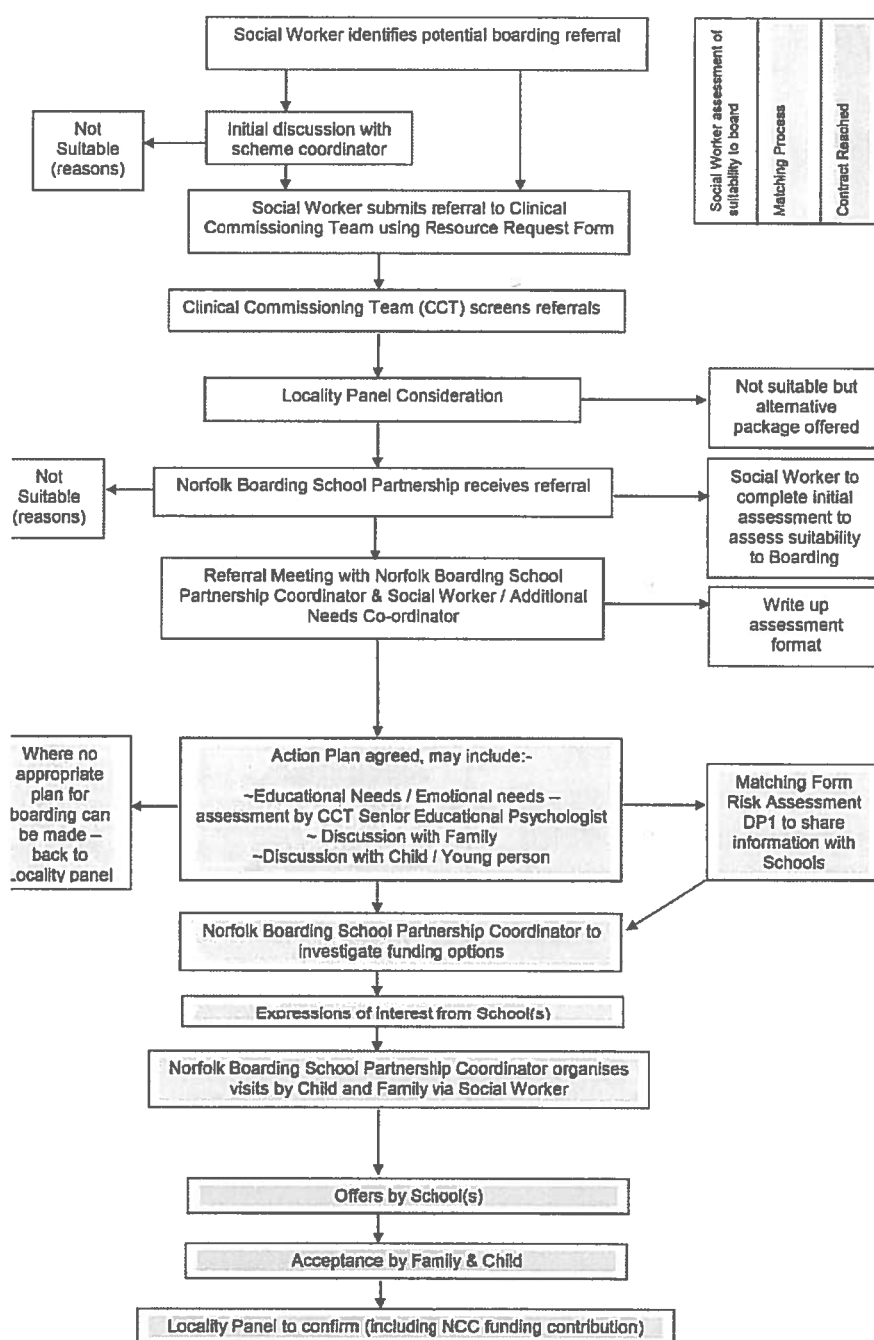 Social Worker identifies potential boarding referral
Social Worker assessment of
suitability to board
Matching Process
Contract Reached
Not
Suitable
(reasons)
Initial discussion with
scheme coordinator
Social Worker submits referral to Clinical
Commissioning Team using Resource Request Form
Clinical Commissioning Team (CCT) screens referrals
Locality Panel Consideration
Not suitable but
alternative
package offered
Not
Suitable
(reasons)
Norfolk Boarding School Partnership receives referral
Social Worker to
complete initial
assessment to
assess suitability
to Boarding
Referral Meeting with Norfolk Boarding School
Partnership Coordinator & Social Worker / Additional
Needs Co-ordinator
Write up
assessment
format
Where no
appropriate
plan for
boarding can
be made –
back to
Locality panel
Action Plan agreed, may include:-
~Educational Needs / Emotional needs –
assessment by CCT Senior Educational Psychologist
~ Discussion with Family
~Discussion with Child / Young person
Matching Form
Risk Assessment
DP1 to share
information with
Schools
Norfolk Boarding School Partnership Coordinator to
investigate funding options
Expressions of interest from School(s)
Norfolk Boarding School Partnership Coordinator organises
visits by Child and Family via Social Worker
Offers by School(s)
Acceptance by Family & Child
Locality Panel to confirm (including NCC funding contribution)